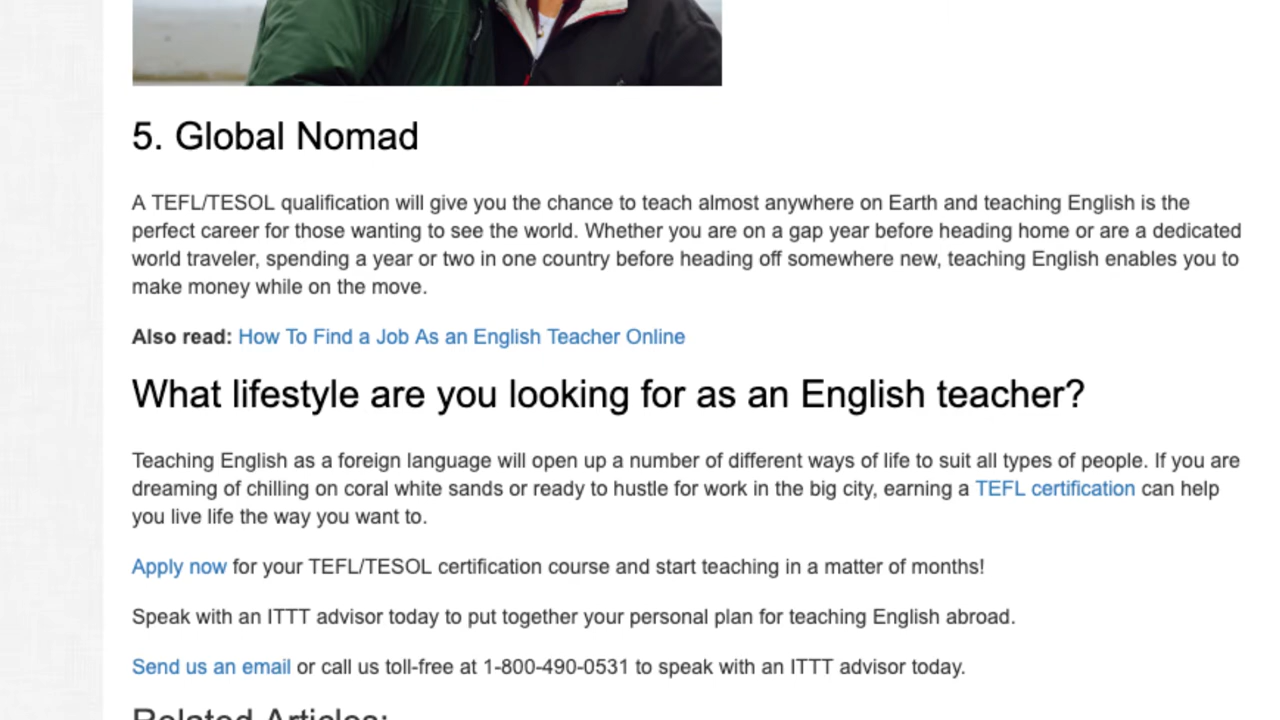 5. Global Nomad
A TEFL/TESOL qualification will give you the chance to teach almost anywhere on Earth and teaching English is the
perfect career for those wanting to see the world. Whether you are on a gap year before heading home or are a dedicated
world traveler, spending a year or two in one country before heading off somewhere new, teaching English enables you to
make money while on the move.
Also read: How To Find a Job As an English Teacher Online
What lifestyle are you looking for as an English teacher?
Teaching English as a foreign language will open up a number of different ways of life to suit all types of people. If you are
dreaming of chilling on coral white sands or ready to hustle for work in the big city, earning a TEFL certification can help
you live life the way you want to.
Apply now for your TEFL/TESOL certification course and start teaching in a matter of months!
Speak with an ITTT advisor today to put together your personal plan for teaching English abroad.
Send us an email or call us toll-free at 1-800-490-0531 to speak with an ITTT advisor today.
Related Articles: